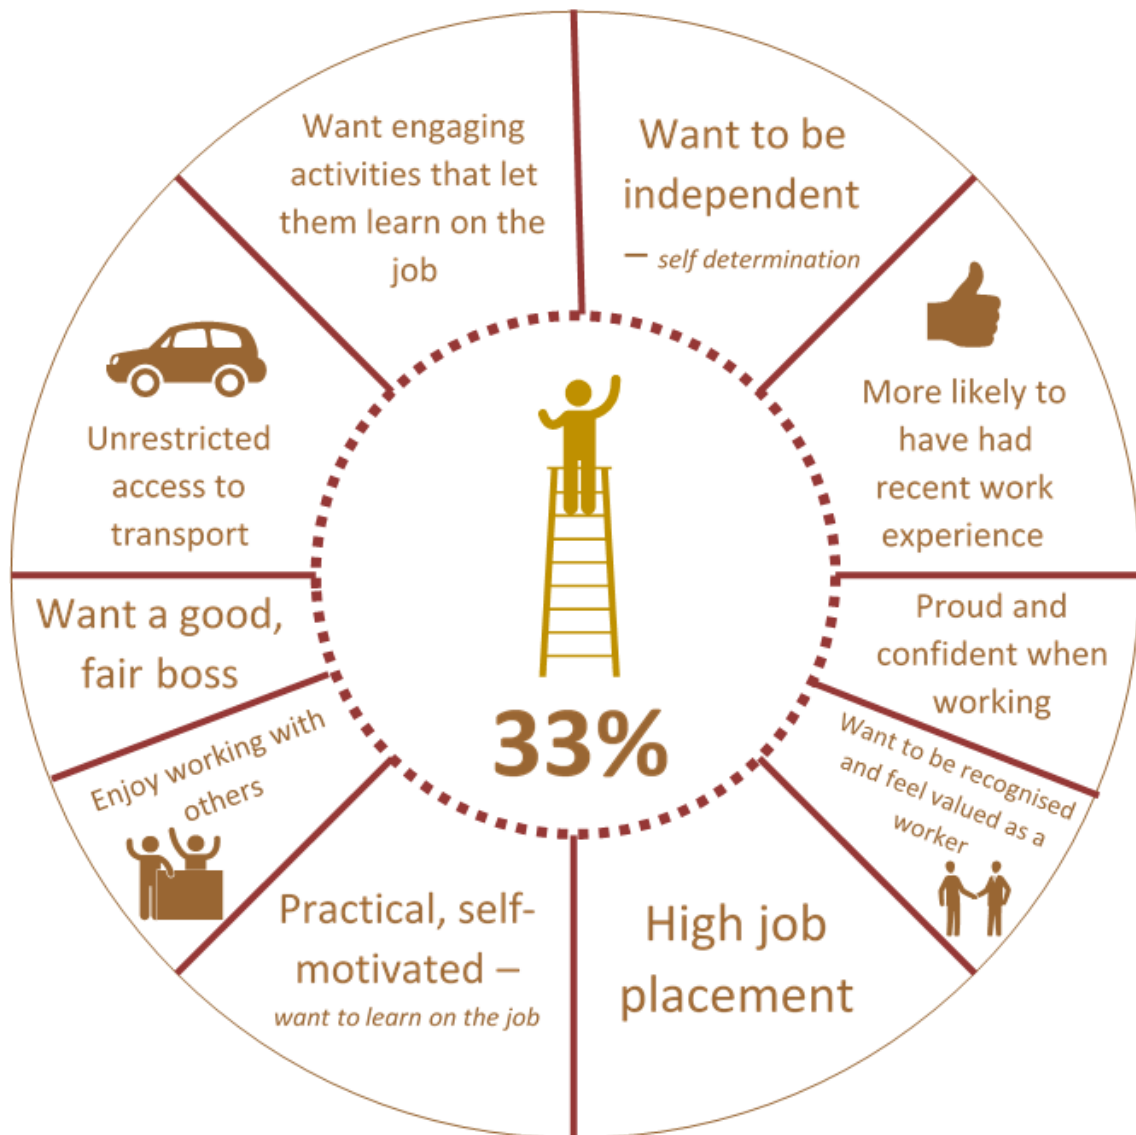 Want engaging
activities that let
them learn on the
job
Want to be
independent
– self determination
More likely to
have had
recent work
experience
Proud and
confident when
working
Want to be recognised
and feel valued as a
worker
High job
placement
Practical, self-
motivated –
want to learn on the job
Enjoy working with
others
Want a good,
fair boss
Unrestricted
access to
transport
33%